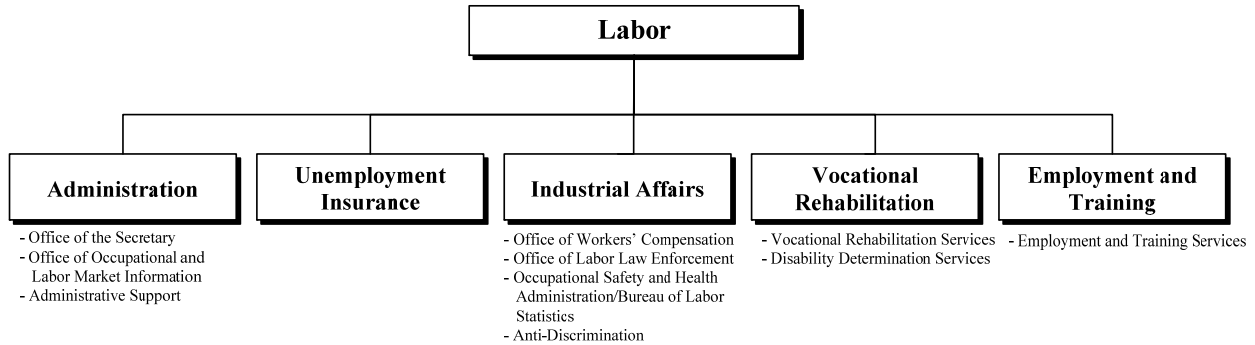 Labor
Administration
- Office of the Secretary
- Office of Occupational and
Labor Market Information
- Administrative Support
Unemployment
Insurance
Industrial Affairs
- Office of Workers’ Compensation
- Office of Labor Law Enforcement
- Occupational Safety and Health
Administration/Bureau of Labor
Statistics
- Anti-Discrimination
Vocational
Rehabilitation
- Vocational Rehabilitation Services
- Disability Determination Services
Employment and
Training
- Employment and Training Services